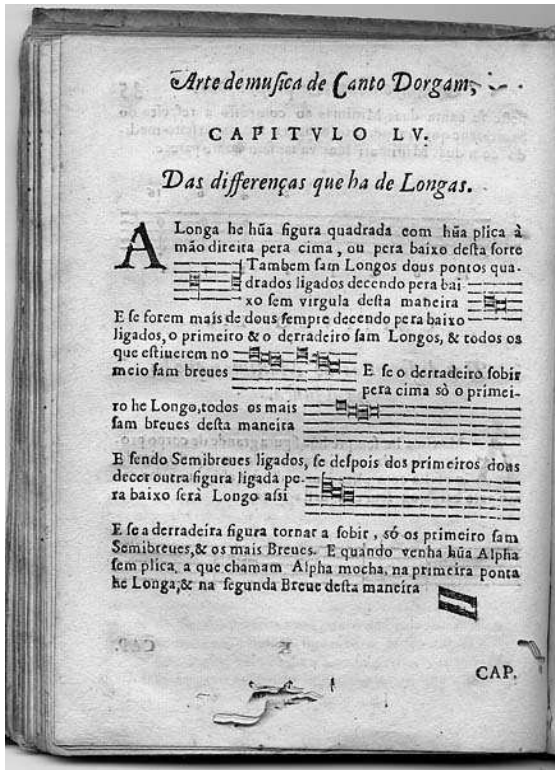 Arte de musica de Canto Dorgam,
CAPITVLO LV.
Das differenças que ha de Longas.
A Longa he hũa figura quadrada com hũa plica à
mão direita pera cima, ou pera baixo desta sorte
Tambem sam Longos dous pontos qua-
drados ligados decendo pera bai
xo sem virgula desta maneira
E se forem mais de dous sempre decendo pera baixo
ligados, o primeiro & o derradeiro sam Longos, & todos os
que estiuerem no
meio sam breues
E se o derradeiro sobir
pera cima sò o primei-
ro he Longo, todos os mais
sam breues desta maneira
E sendo Semibreues ligados, se despois dos primeiros dous
decer outra figura ligada pe-
ra baixo serà Longo assi
E se a derradeira figura tornar a sobir, só os primeiro sam
Semibreues, & os mais Breues. E quando venha hũa Alpha
sem plica, a que chamam Alpha mocha, na primeira ponta
he Longa, & na segunda Breue desta maneira
CAP.